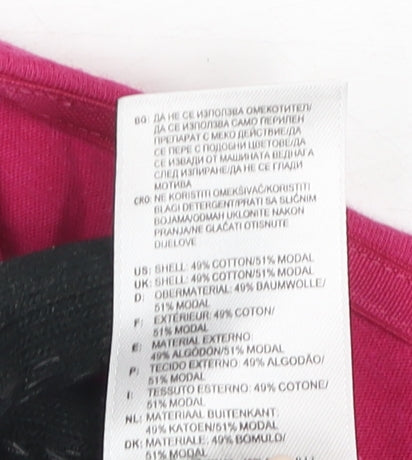 BG: ДА НЕ СЕ ИЗПОЛЗВА ОМЕКОТИТЕЛ/
ДА СЕ ИЗПОЛЗВА САМО ПЕРИЛЕН
ПРЕПАРАТ С МЕКО ДЕЙСТВИЕ/ДА
СЕ ПЕРЕ С ПОДОБНИ ЦВЕТОВЕ/ДА
СЕ ИЗВАДИ ОТ МАШИНАТА ВЕДНАГА
СЛЕД ИЗПИРАНЕ/ДА НЕ СЕ ГЛАДИ
МОТИВА
CRO: NE KORISTITI OMEKŠIVAČ/KORISTITI
BLAGI DETERGENT/PRATI SA SLIČNIM
BOJAMA/ODMAH UKLONITE NAKON
PRANJA/NE GLAČATI OTISNUTE
DIJELOVE
US: SHELL: 49% COTTON/51% MODAL
UK: SHELL: 49% COTTON/51% MODAL
D: OBERMATERIAL: 49% BAUMWOLLE/
51% MODAL
F: EXTÉRIEUR: 49% COTON/
51% MODAL
E: MATERIAL EXTERNO:
49% ALGODÓN/51% MODAL
P: TECIDO EXTERNO: 49% ALGODÃO/
51% MODAL
I: TESSUTO ESTERNO: 49% COTONE/
51% MODAL
NL: MATERIAAL BUITENKANT:
49% KATOEN/51% MODAL
DK: MATERIALE: 49% BOMULD/
51% MODAL